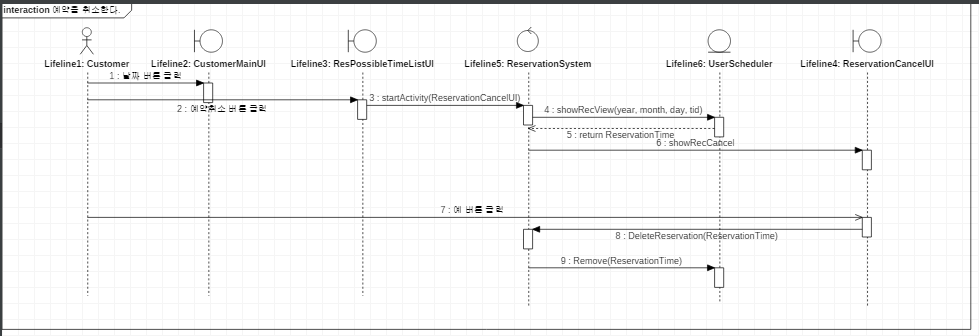 interaction 예약을 취소한다.
Lifeline1: Customer
Lifeline2: CustomerMainUI
Lifeline3: ResPossibleTimeListUI
Lifeline5: ReservationSystem
Lifeline6: UserScheduler
Lifeline4: ReservationCancelUI
1 : 날짜 버튼 클릭
2 : 예약취소 버튼 클릭
3 : startActivity(ReservationCancelUI)
4 : showRecView(year, month, day, tid)
5 : return ReservationTime
6 : showRecCancel
7 : 예 버튼 클릭
8 : DeleteReservation(ReservationTime)
9 : Remove(ReservationTime)